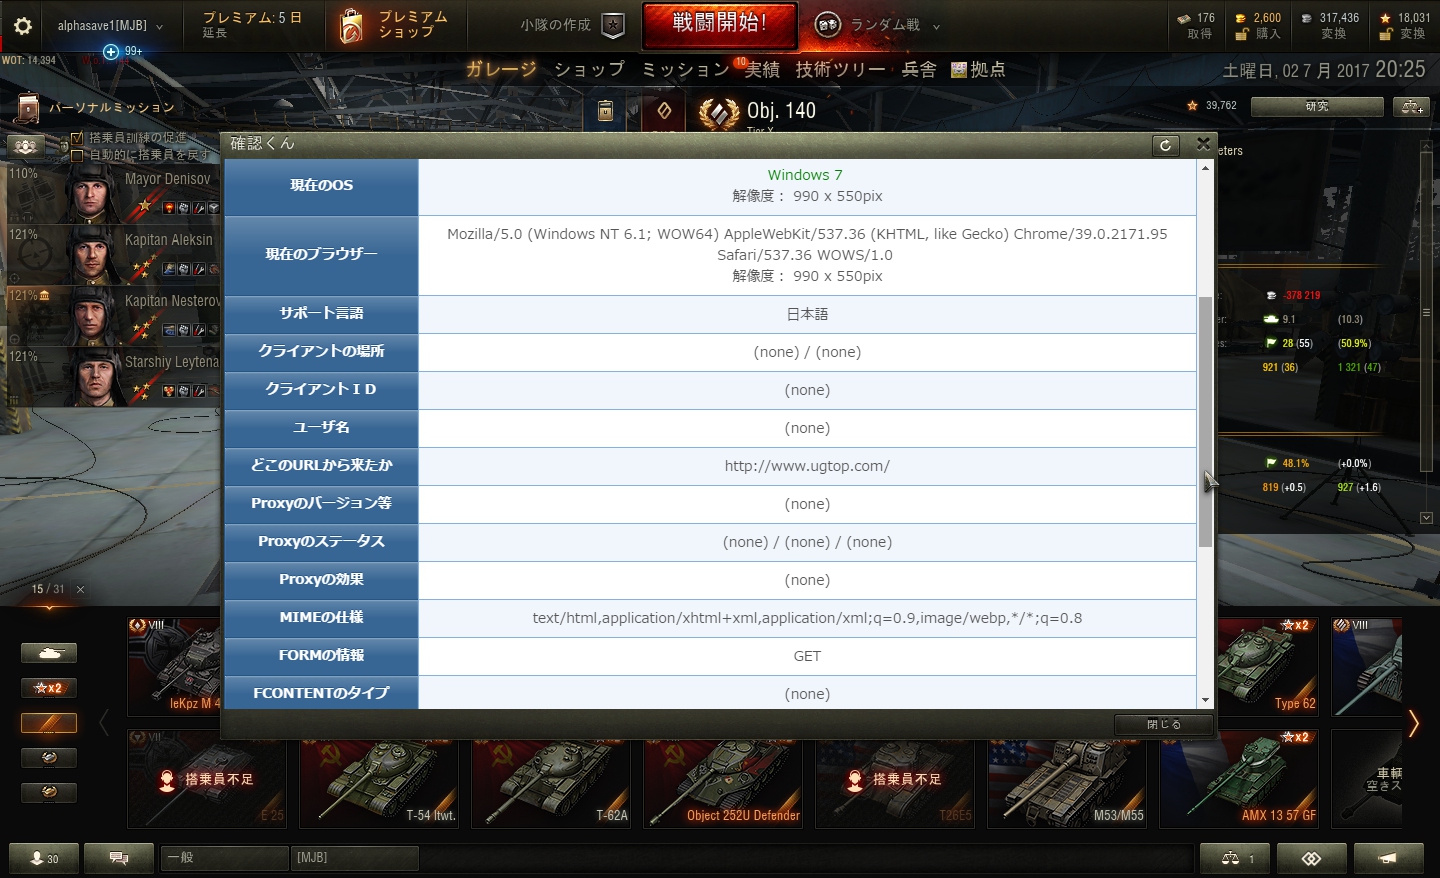 alphasave1[MJB]
プレミアム: 5 日
延長
プレミアム
ショップ
小隊の作成
戦闘開始!
ランダム戦
176
取得
2,600
購入
317,436
変換
18,031
変換
99+
WOT: 14,394
ガレージ
ショップ
ミッション
10
実績
技術ツリー
兵舎
拠点
土曜日, 02 7 月 2017 20:25
パーソナルミッション
Obj. 140
Tier X
39,762
研究
搭乗員訓練の促進
自動的に搭乗員を戻す
110%
Mayor Denisov
121%
Kapitan Aleksin
121%
Kapitan Nesterov
121%
Starshiy Leytena
確認くん
現在のOS
Windows 7
解像度： 990 x 550pix
現在のブラウザー
Mozilla/5.0 (Windows NT 6.1; WOW64) AppleWebKit/537.36 (KHTML, like Gecko) Chrome/39.0.2171.95
Safari/537.36 WOWS/1.0
解像度： 990 x 550pix
サポート言語
日本語
クライアントの場所
(none) / (none)
クライアントＩＤ
(none)
ユーザ名
(none)
どこのURLから来たか
http://www.ugtop.com/
Proxyのバージョン等
(none)
Proxyのステータス
(none) / (none) / (none)
Proxyの効果
(none)
MIMEの仕様
text/html,application/xhtml+xml,application/xml;q=0.9,image/webp,*/*;q=0.8
FORMの情報
GET
FCONTENTのタイプ
(none)
閉じる
eters
-378 219
9.1
(10.3)
28 (55)
(50.9%)
921 (36)
1 321 (47)
48.1%
(+0.0%)
819 (+0.5)
927 (+1.6)
15 / 31
x2
VIII
leKpz M 4
x2
Type 62
VIII
VII
搭乗員不足
E 25
T-54 ltwt.
T-62A
Object 252U Defender
搭乗員不足
T26E5
M53/M55
x2
AMX 13 57 GF
車輌
空きス
30
一般
[MJB]
1